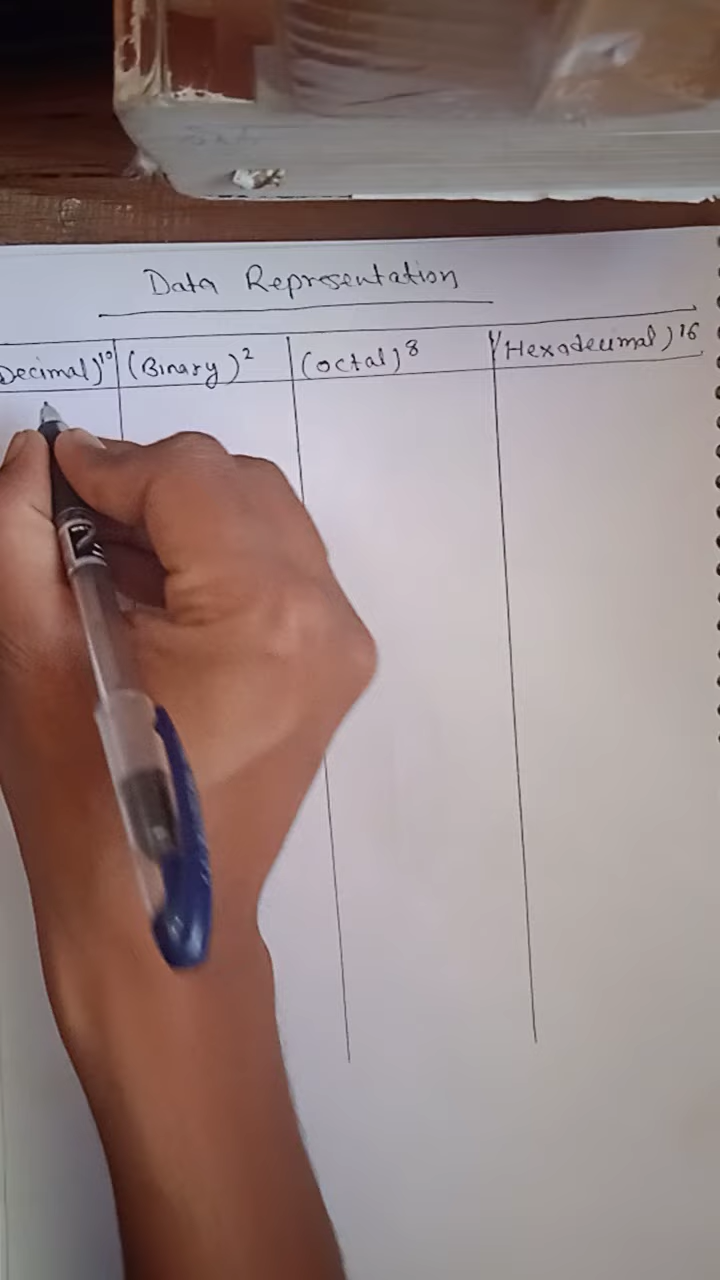 Data Representation
Decimal)¹⁰ (Binary)² (octal)⁸ (Hexadecimal)¹⁶